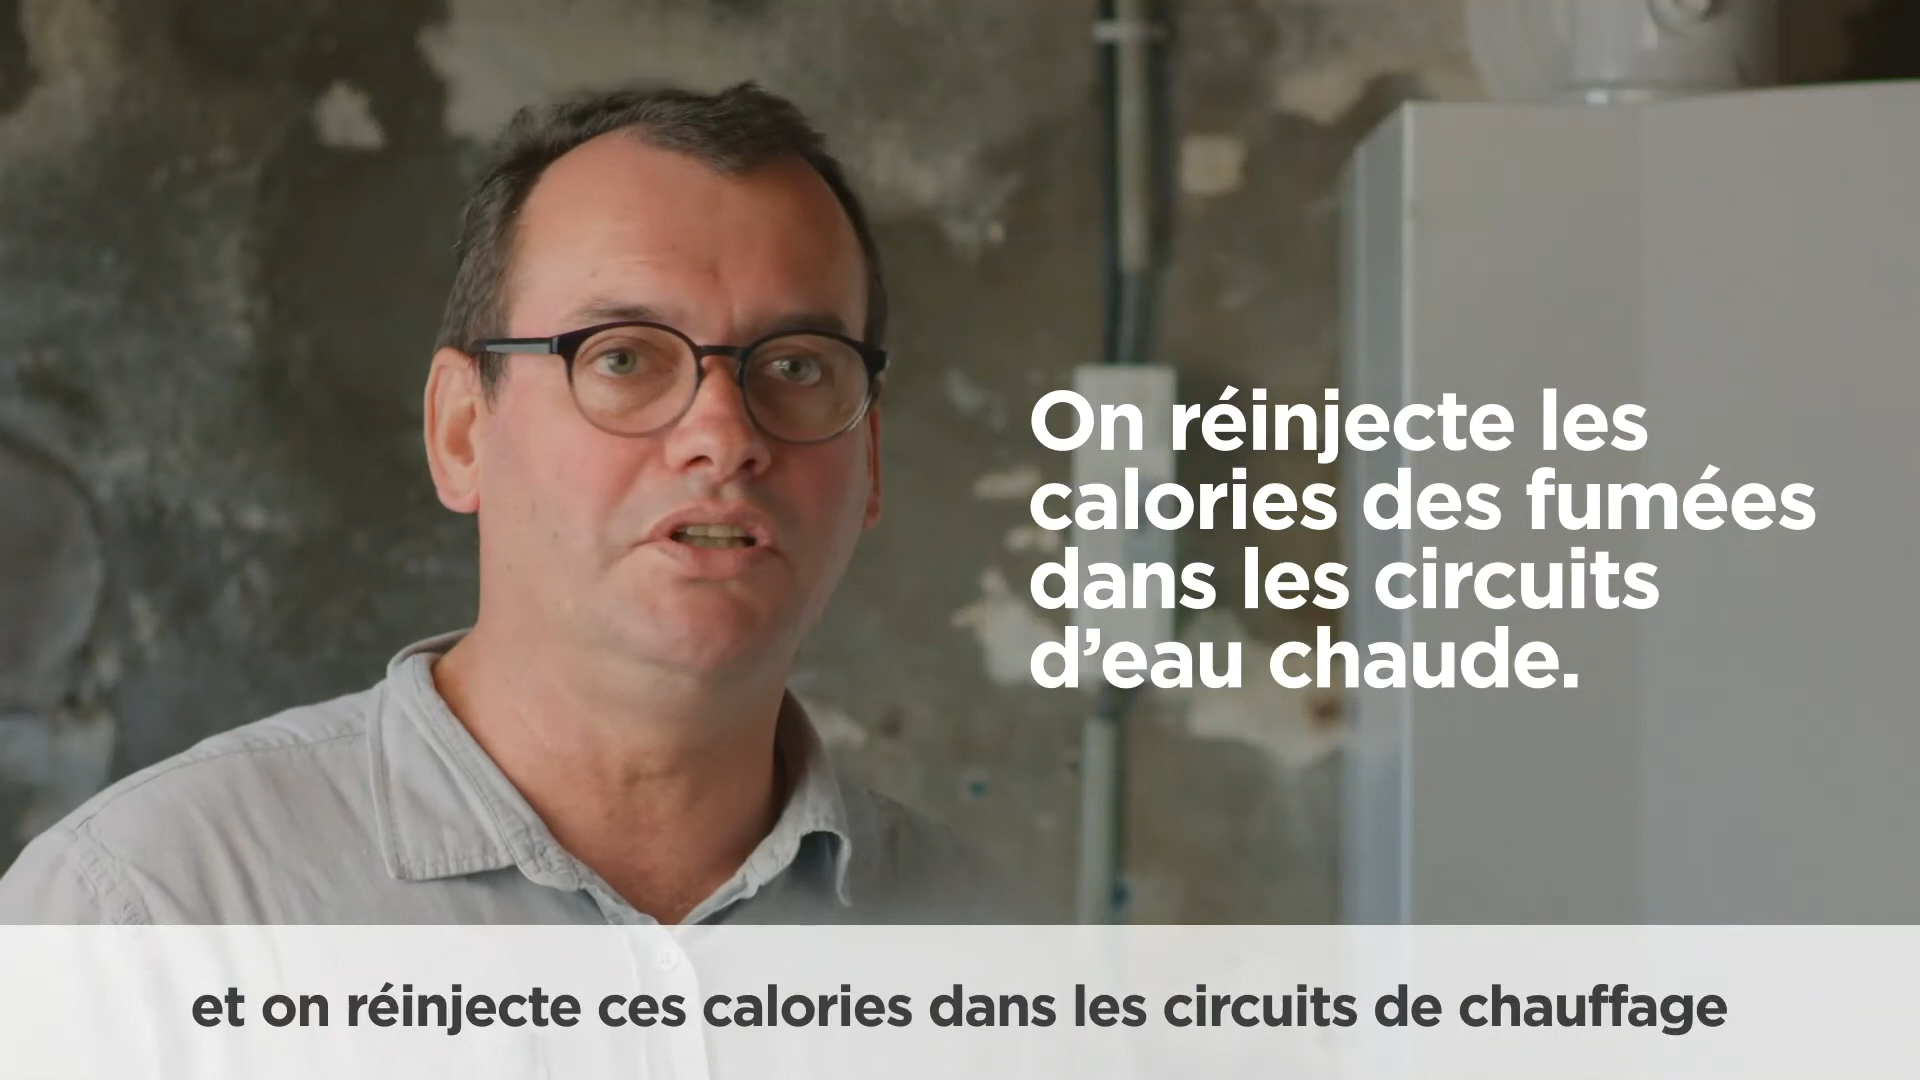 On réinjecte les
calories des fumées
dans les circuits
d’eau chaude.
et on réinjecte ces calories dans les circuits de chauffage